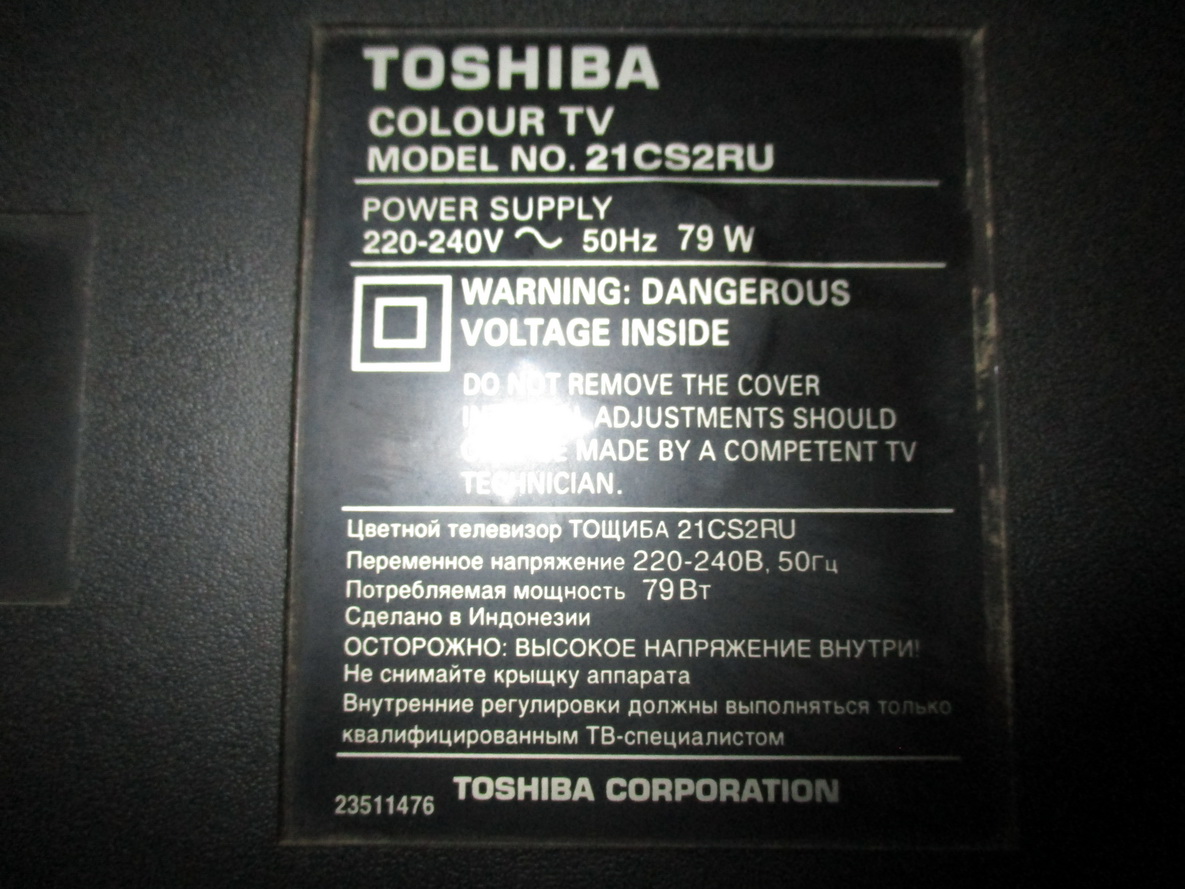 TOSHIBA
COLOUR TV
MODEL NO. 21CS2RU
POWER SUPPLY
220-240V ~ 50Hz 79 W
WARNING: DANGEROUS
VOLTAGE INSIDE
DO NOT REMOVE THE COVER
ADJUSTMENTS SHOULD
MADE BY A COMPETENT TV
TECHNICIAN.
Цветной телевизор ТОЩИБА 21CS2RU
Переменное напряжение 220-240В, 50Гц
Потребляемая мощность 79Вт
Сделано в Индонезии
ОСТОРОЖНО: ВЫСОКОЕ НАПРЯЖЕНИЕ ВНУТРИ!
Не снимайте крыщку аппарата
Внутренние регулировки должны выполняться только
квалифицированным ТВ-специалистом
23511476 TOSHIBA CORPORATION